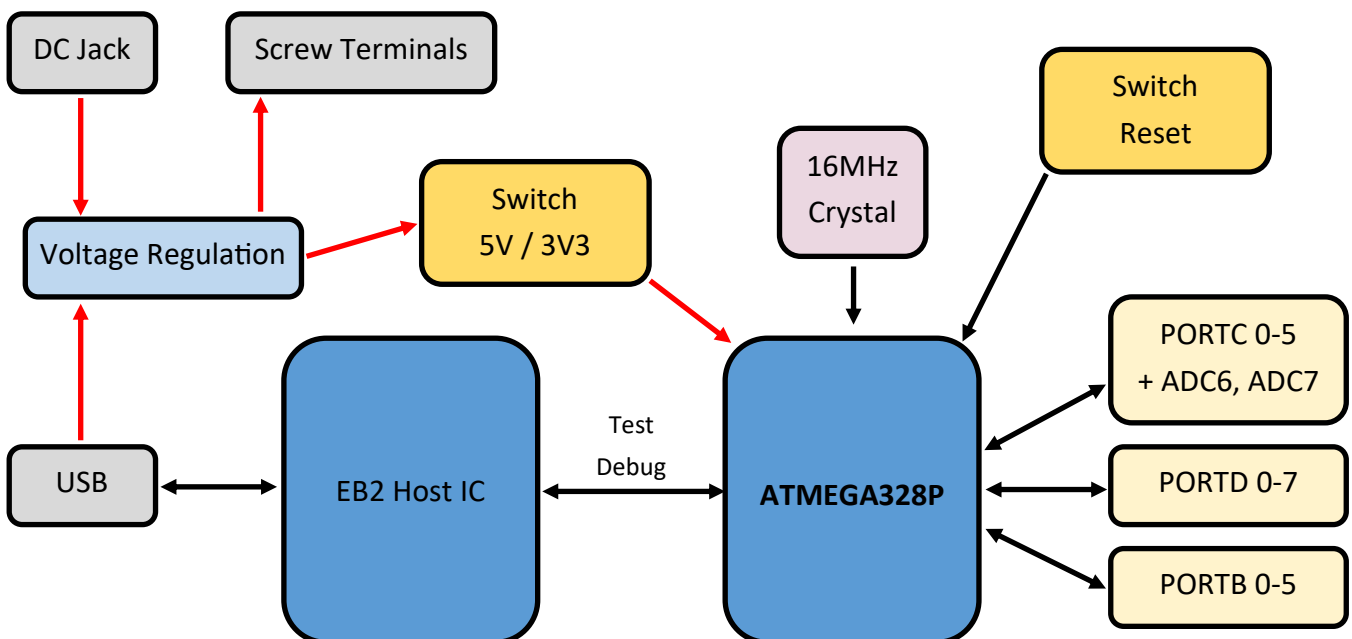 DC Jack
Screw Terminals
Switch
Reset
16MHz
Crystal
Switch
5V / 3V3
Voltage Regulation
PORTC 0-5
+ ADC6, ADC7
Test
Debug
USB
EB2 Host IC
ATMEGA328P
PORTD 0-7
PORTB 0-5